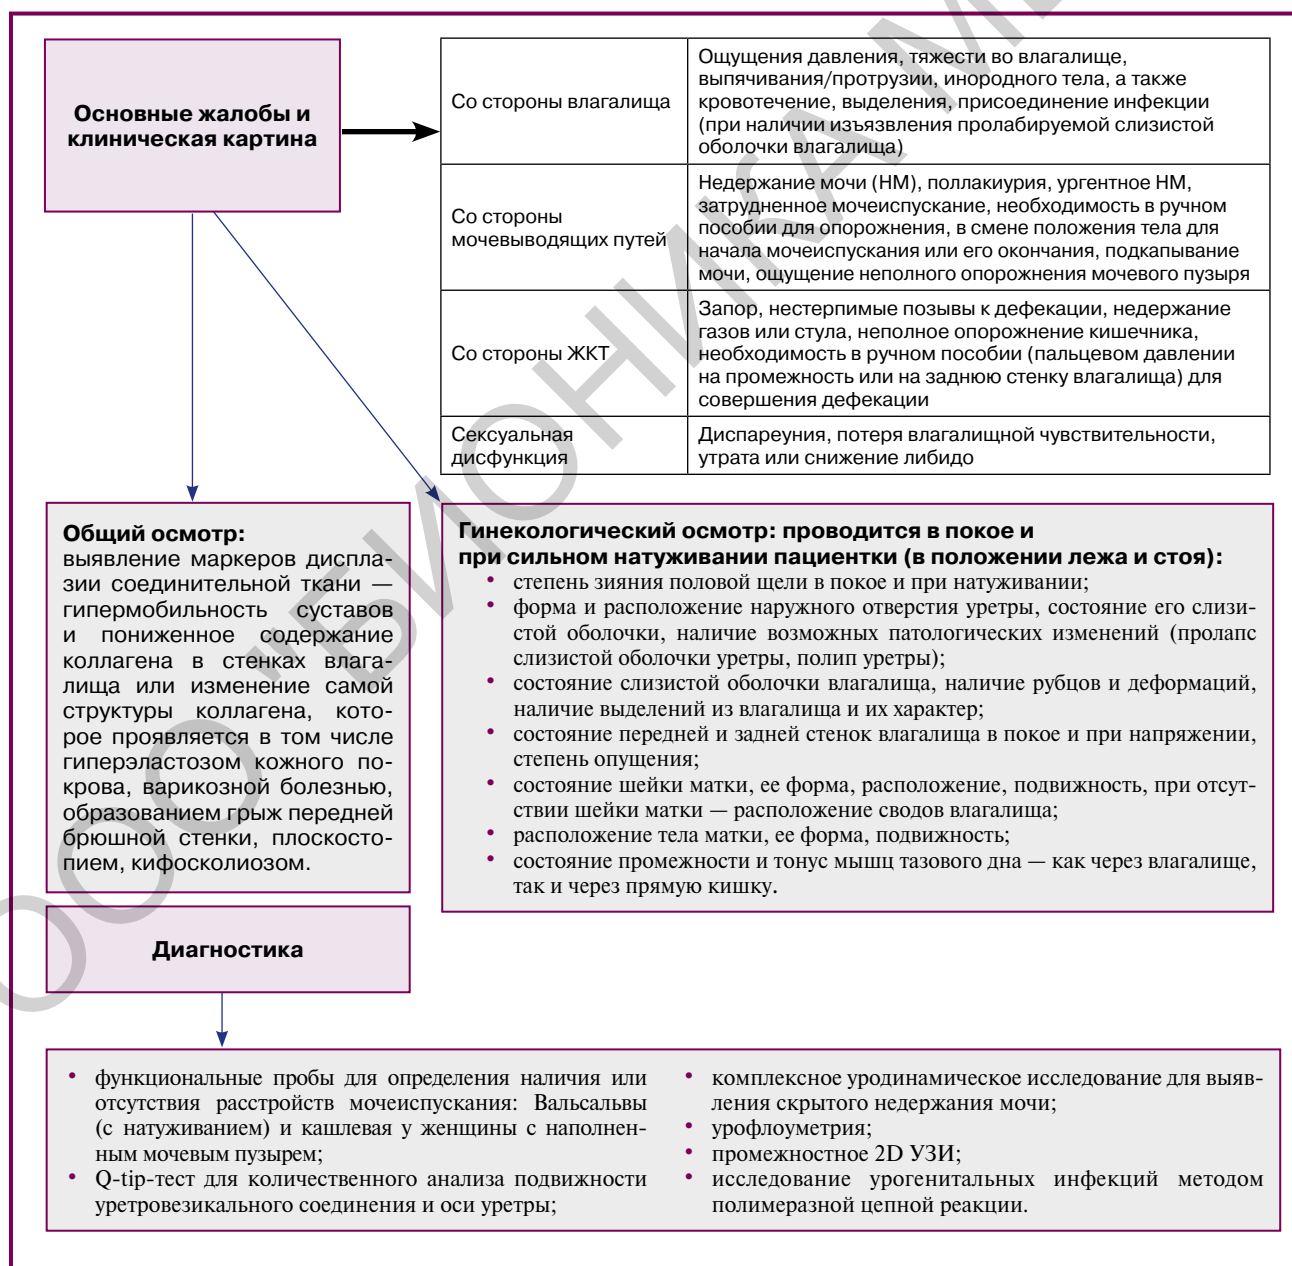 Основные жалобы и
клиническая картина
Со стороны влагалища
Ощущения давления, тяжести во влагалище,
выпячивания/протрузии, инородного тела, а также
кровотечение, выделения, присоединение инфекции
(при наличии изъязвления пролабируемой слизистой
оболочки влагалища)
Со стороны
мочевыводящих путей
Недержание мочи (НМ), поллакиурия, ургентное НМ,
затрудненное мочеиспускание, необходимость в ручном
пособии для опорожнения, в смене положения тела для
начала мочеиспускания или его окончания, подкапывание
мочи, ощущение неполного опорожнения мочевого пузыря
Со стороны ЖКТ
Запор, нестерпимые позывы к дефекации, недержание
газов или стула, неполное опорожнение кишечника,
необходимость в ручном пособии (пальцевом давлении
на промежность или на заднюю стенку влагалища) для
совершения дефекации
Сексуальная
дисфункция
Диспареуния, потеря влагалищной чувствительности,
утрата или снижение либидо
Общий осмотр:
выявление маркеров диспла-
зии соединительной ткани —
гипермобильность суставов
и пониженное содержание
коллагена в стенках влага-
лища или изменение самой
структуры коллагена, кото-
рое проявляется в том числе
гиперэластозом кожного по-
крова, варикозной болезнью,
образованием грыж передней
брюшной стенки, плоскосто-
пием, кифосколиозом.
Гинекологический осмотр: проводится в покое и
при сильном натуживании пациентки (в положении лежа и стоя):
• степень зияния половой щели в покое и при натуживании;
• форма и расположение наружного отверстия уретры, состояние его слизи-
стой оболочки, наличие возможных патологических изменений (пролапс
слизистой оболочки уретры, полип уретры);
• состояние слизистой оболочки влагалища, наличие рубцов и деформаций,
наличие выделений из влагалища и их характер;
• состояние передней и задней стенок влагалища в покое и при напряжении,
степень опущения;
• состояние шейки матки, ее форма, расположение, подвижность, при отсут-
ствии шейки матки — расположение сводов влагалища;
• расположение тела матки, ее форма, подвижность;
• состояние промежности и тонус мышц тазового дна — как через влагалище,
так и через прямую кишку.
Диагностика
• функциональные пробы для определения наличия или
отсутствия расстройств мочеиспускания: Вальсальвы
(с натуживанием) и кашлевая у женщины с наполнен-
ным мочевым пузырем;
• Q-tip-тест для количественного анализа подвижности
уретровезикального соединения и оси уретры;
• комплексное уродинамическое исследование для выяв-
ления скрытого недержания мочи;
• урофлоуметрия;
• промежностное 2D УЗИ;
• исследование урогенитальных инфекций методом
полимеразной цепной реакции.
ООО "БИОНИКА